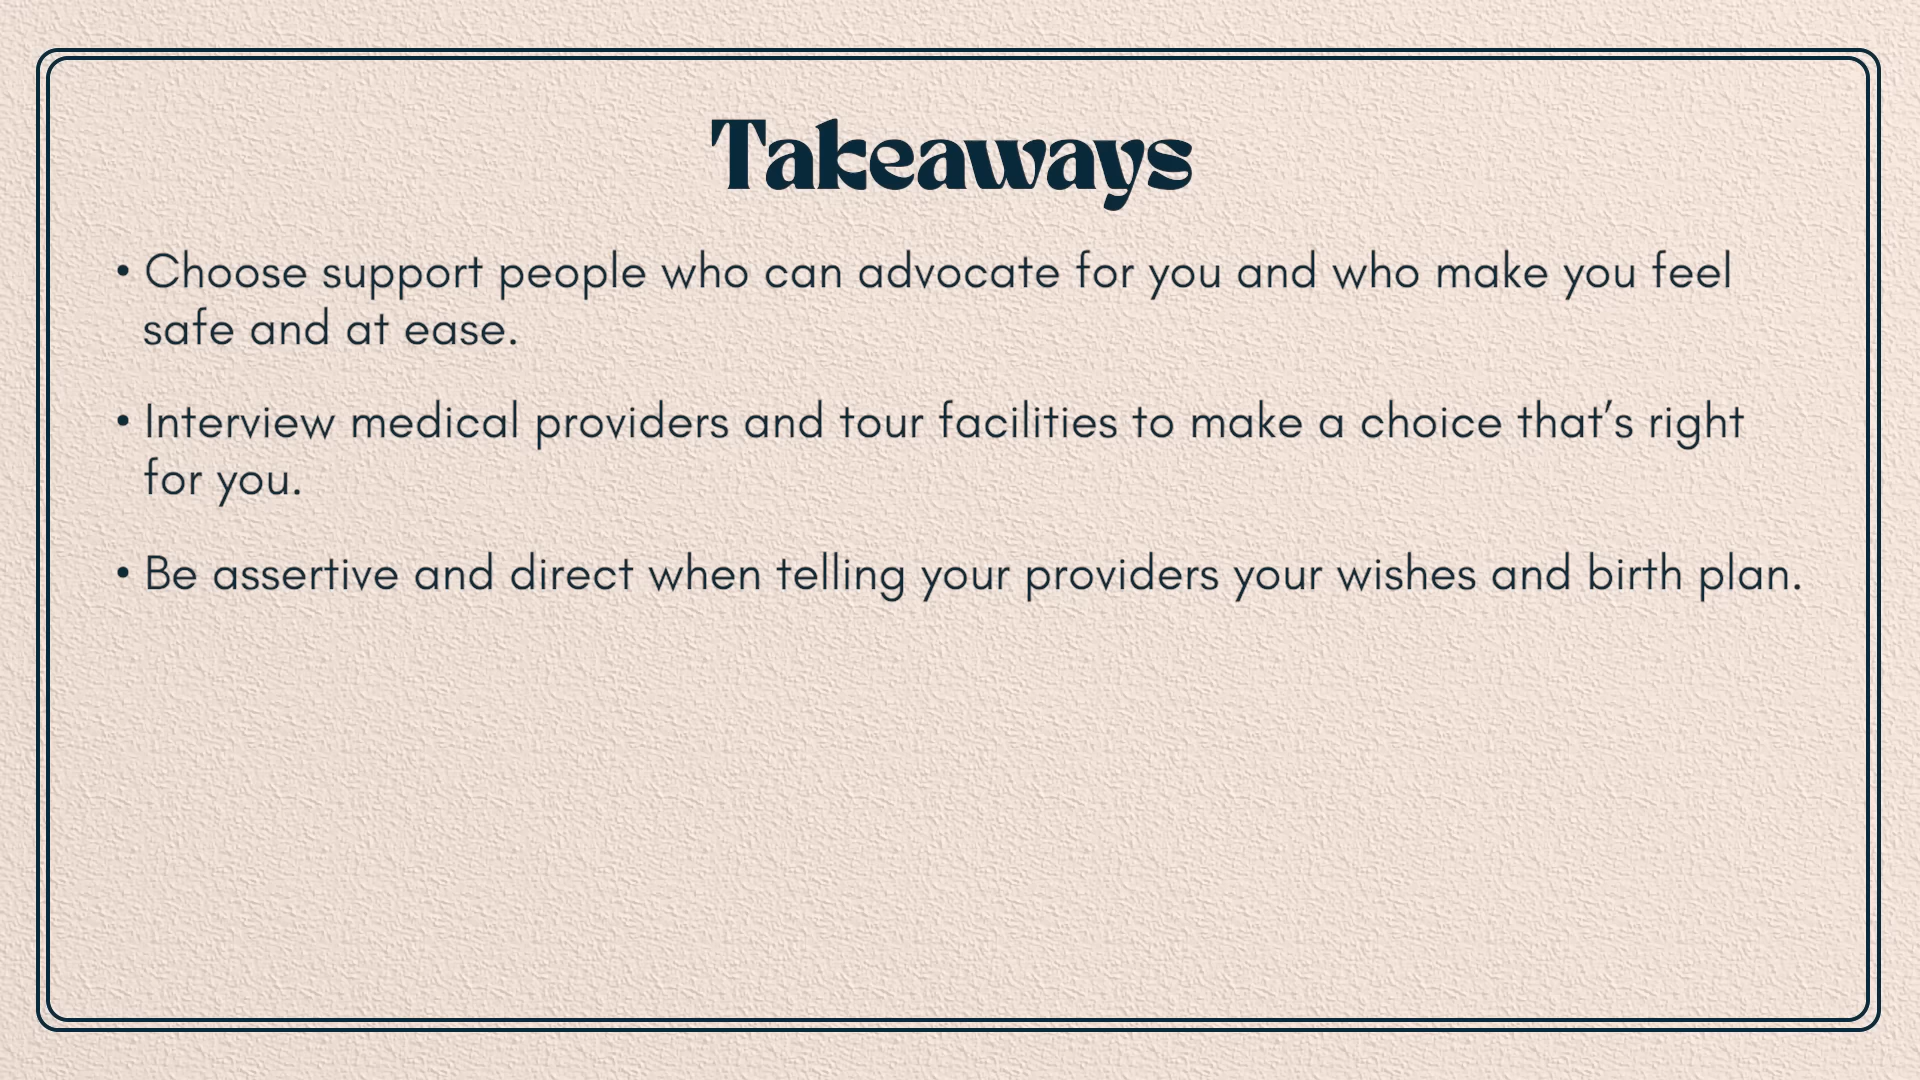 Takeaways
• Choose support people who can advocate for you and who make you feel
safe and at ease.
• Interview medical providers and tour facilities to make a choice that’s right
for you.
• Be assertive and direct when telling your providers your wishes and birth plan.